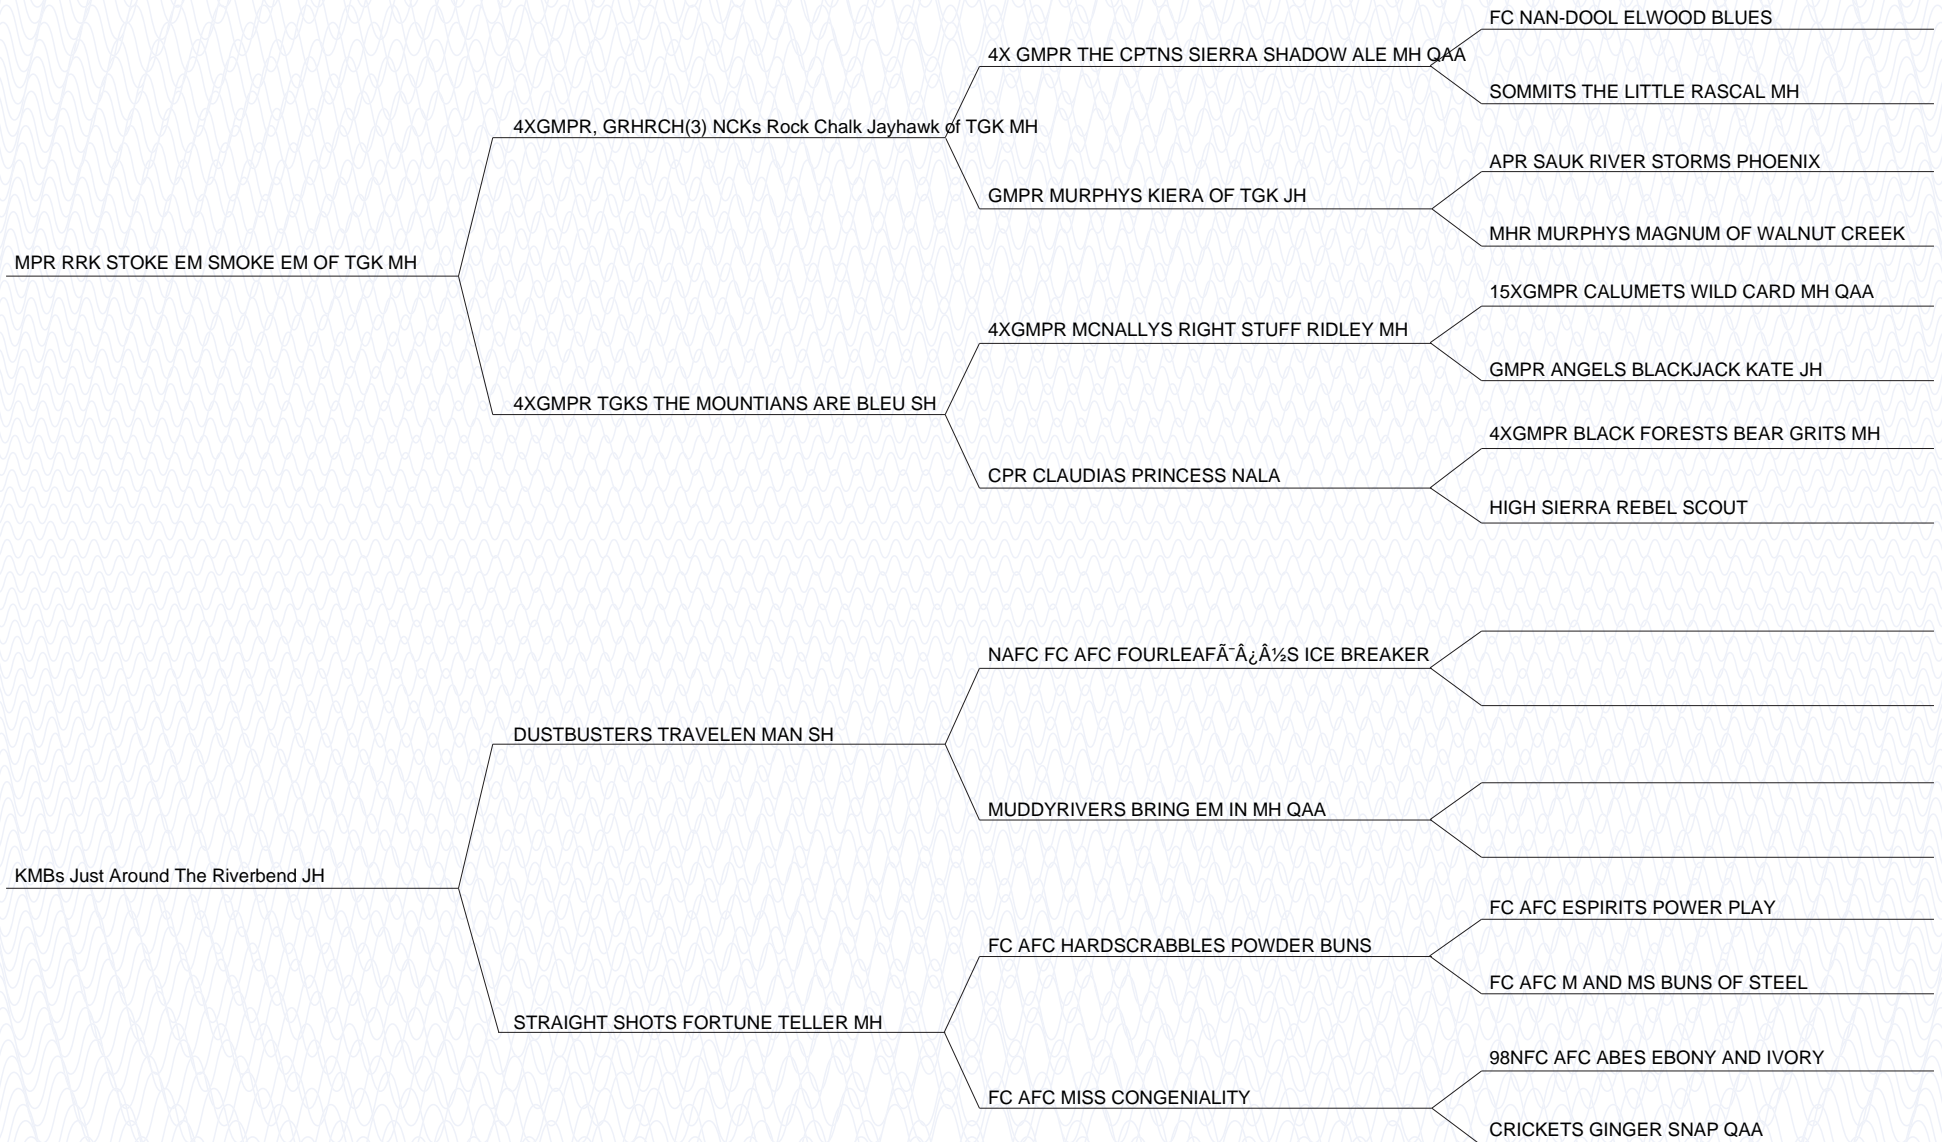 FC NAN-DOOL ELWOOD BLUES
4X GMPR THE CPTNS SIERRA SHADOW ALE MH QAA
SOMMITS THE LITTLE RASCAL MH
4XGMPR, GRHRCH(3) NCKs Rock Chalk Jayhawk of TGK MH
APR SAUK RIVER STORMS PHOENIX
GMPR MURPHYS KIERA OF TGK JH
MHR MURPHYS MAGNUM OF WALNUT CREEK
MPR RRK STOKE EM SMOKE EM OF TGK MH
15XGMPR CALUMETS WILD CARD MH QAA
4XGMPR MCNALLYS RIGHT STUFF RIDLEY MH
GMPR ANGELS BLACKJACK KATE JH
4XGMPR TGKS THE MOUNTIANS ARE BLEU SH
4XGMPR BLACK FORESTS BEAR GRITS MH
CPR CLAUDIAS PRINCESS NALA
HIGH SIERRA REBEL SCOUT
NAFC FC AFC FOURLEAFÃ¯Â¿Â½S ICE BREAKER
DUSTBUSTERS TRAVELEN MAN SH
MUDDYRIVERS BRING EM IN MH QAA
KMBs Just Around The Riverbend JH
FC AFC ESPIRITS POWER PLAY
FC AFC HARDSCRABBLES POWDER BUNS
FC AFC M AND MS BUNS OF STEEL
STRAIGHT SHOTS FORTUNE TELLER MH
98NFC AFC ABES EBONY AND IVORY
FC AFC MISS CONGENIALITY
CRICKETS GINGER SNAP QAA